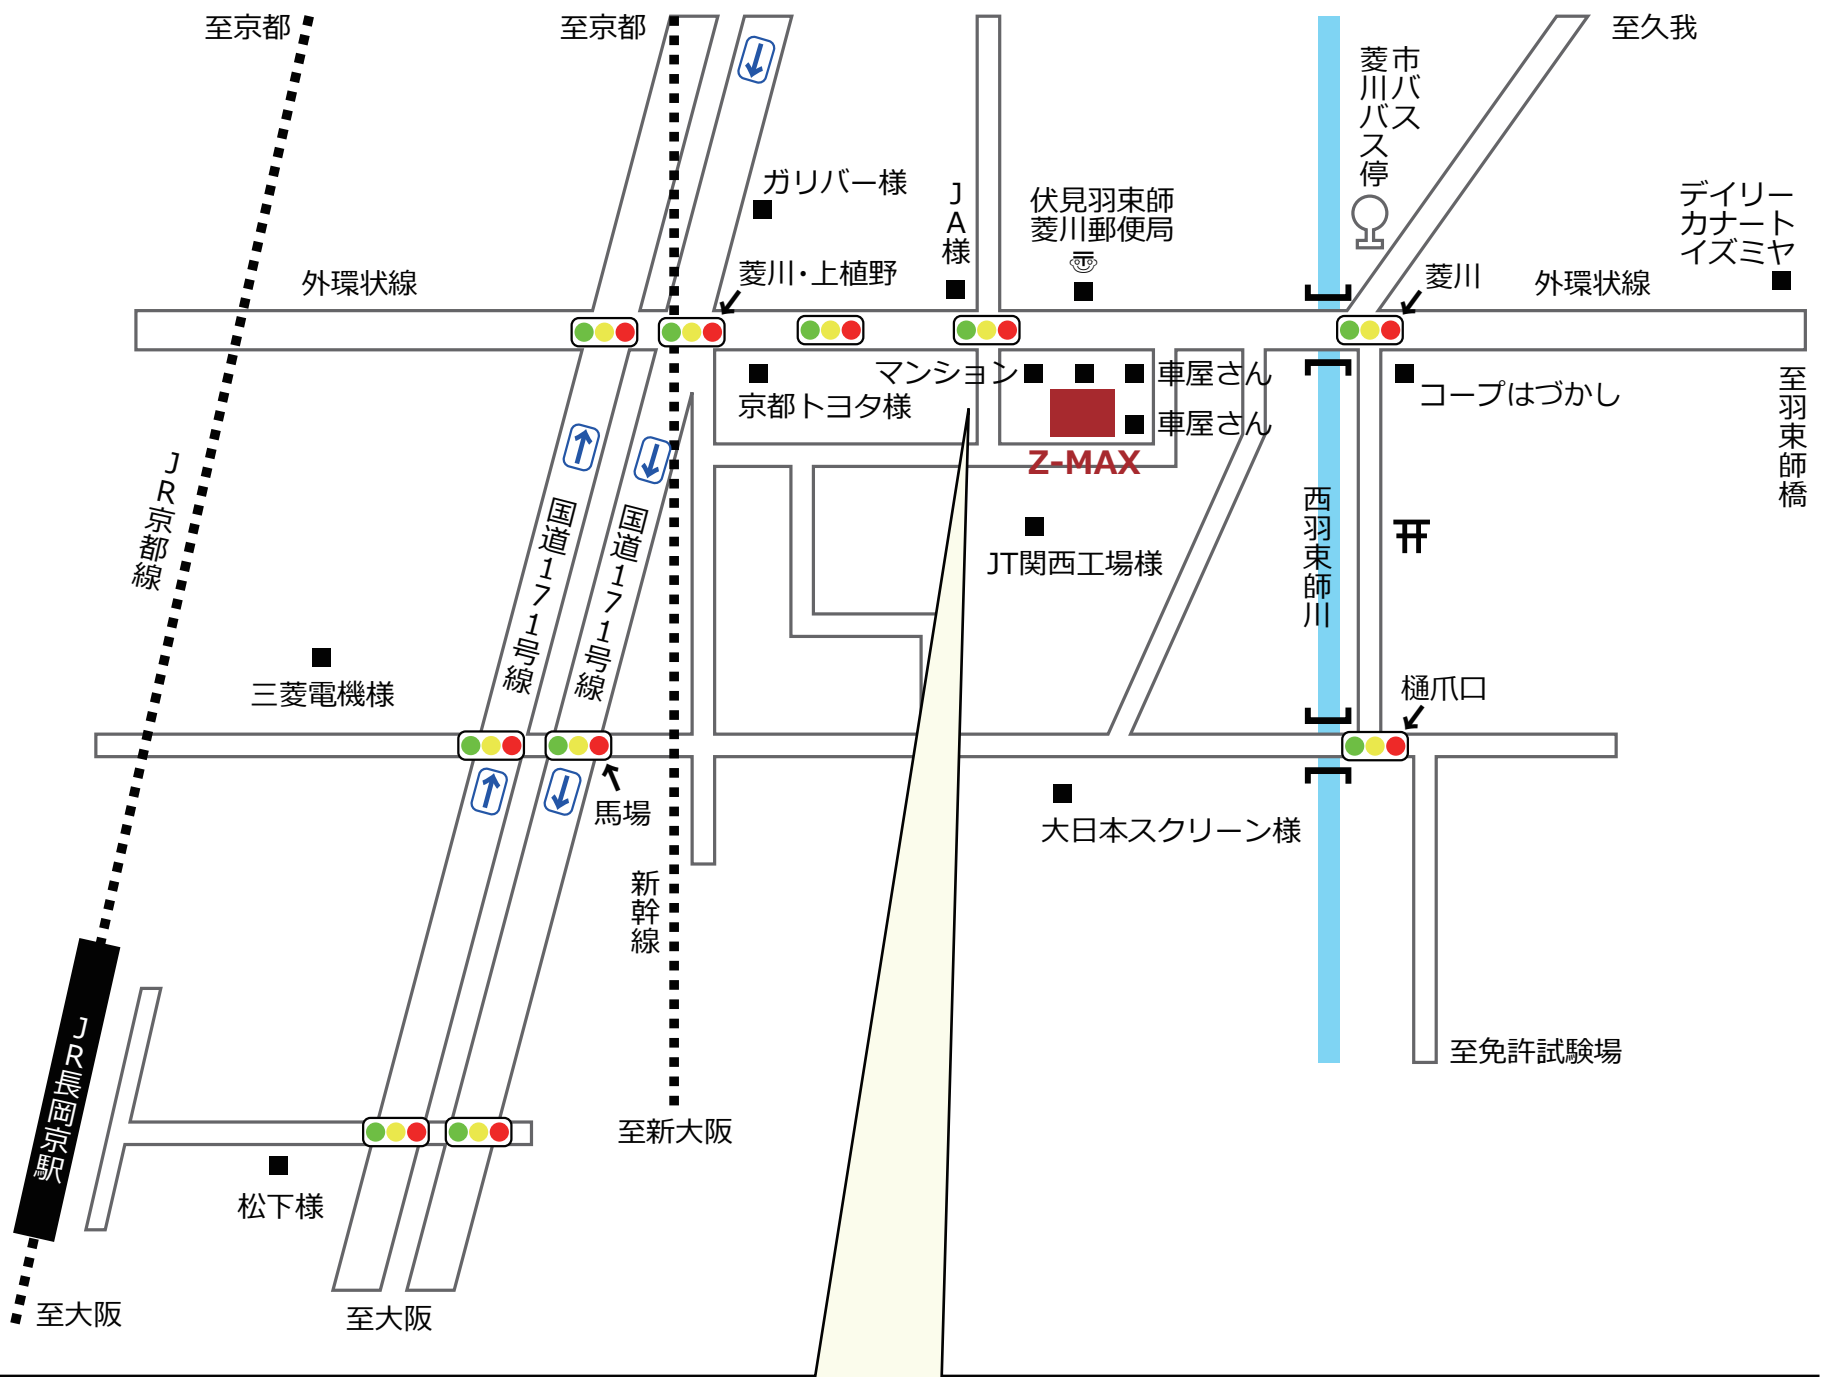 至京都
至京都
至久我
市バス
菱川バス停
ガリバー様
JA様
伏見羽束師
菱川郵便局
デイリー
カナート
イズミヤ
外環状線
菱川・上植野
菱川
外環状線
マンション
車屋さん
京都トヨタ様
コープはづかし
車屋さん
至羽束師橋
Z-MAX
JR京都線
国道171号線
国道171号線
西羽束師川
JT関西工場様
三菱電機様
樋爪口
馬場
大日本スクリーン様
新幹線
JR長岡京駅
至免許試験場
至新大阪
松下様
至大阪
至大阪